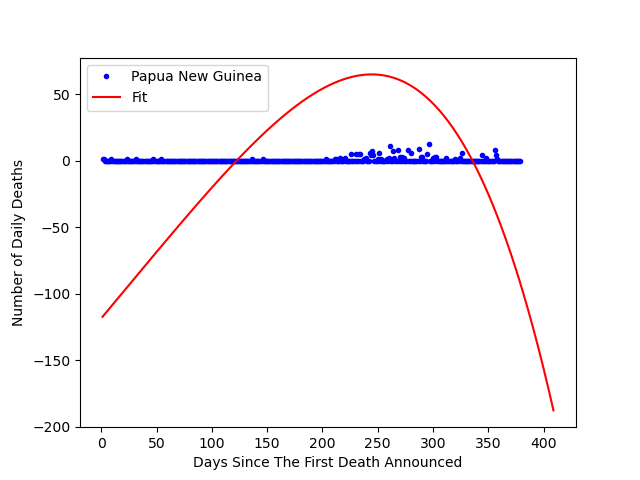 Papua New Guinea
Fit
50
0
−50
−100
−150
−200
Number of Daily Deaths
0 50 100 150 200 250 300 350 400
Days Since The First Death Announced